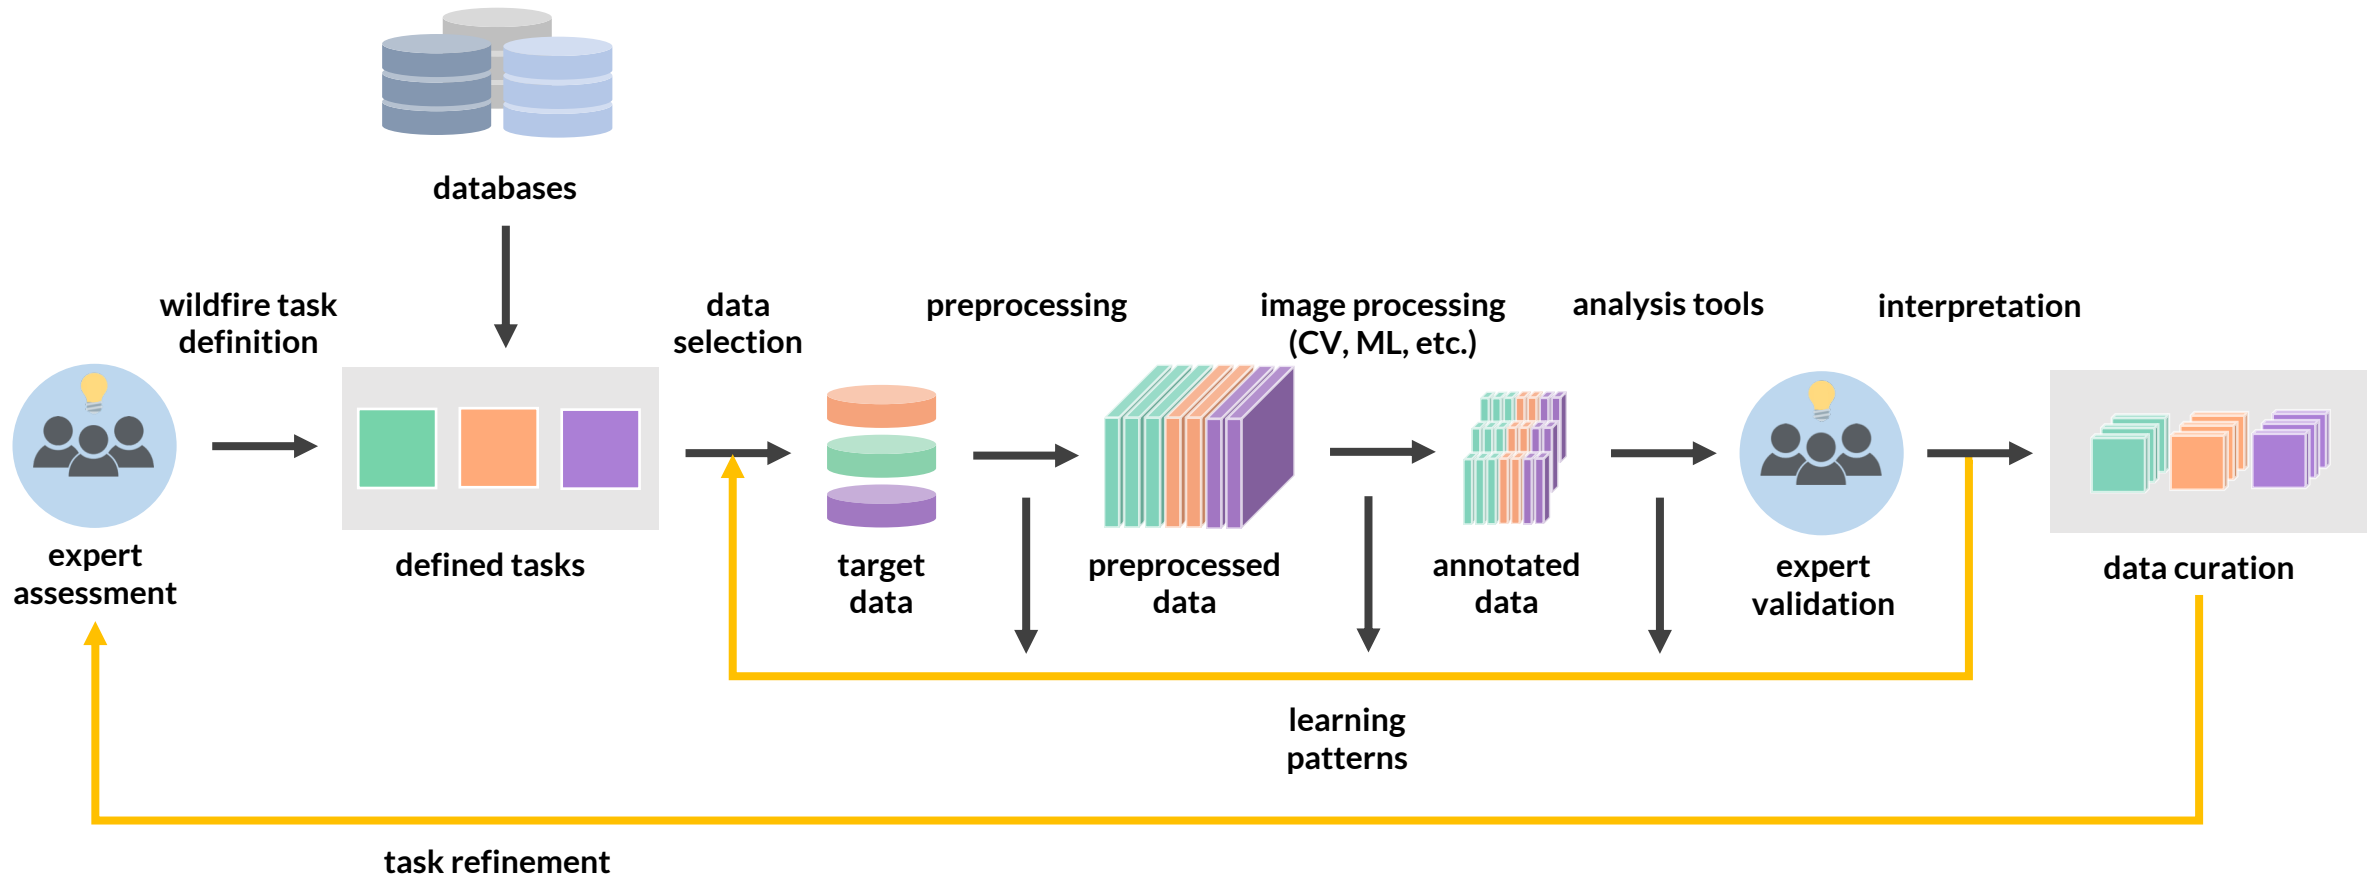 databases
wildfire task
definition
data
selection
preprocessing
image processing
(CV, ML, etc.)
analysis tools
interpretation
expert
assessment
defined tasks
target
data
preprocessed
data
annotated
data
expert
validation
data curation
learning
patterns
task refinement